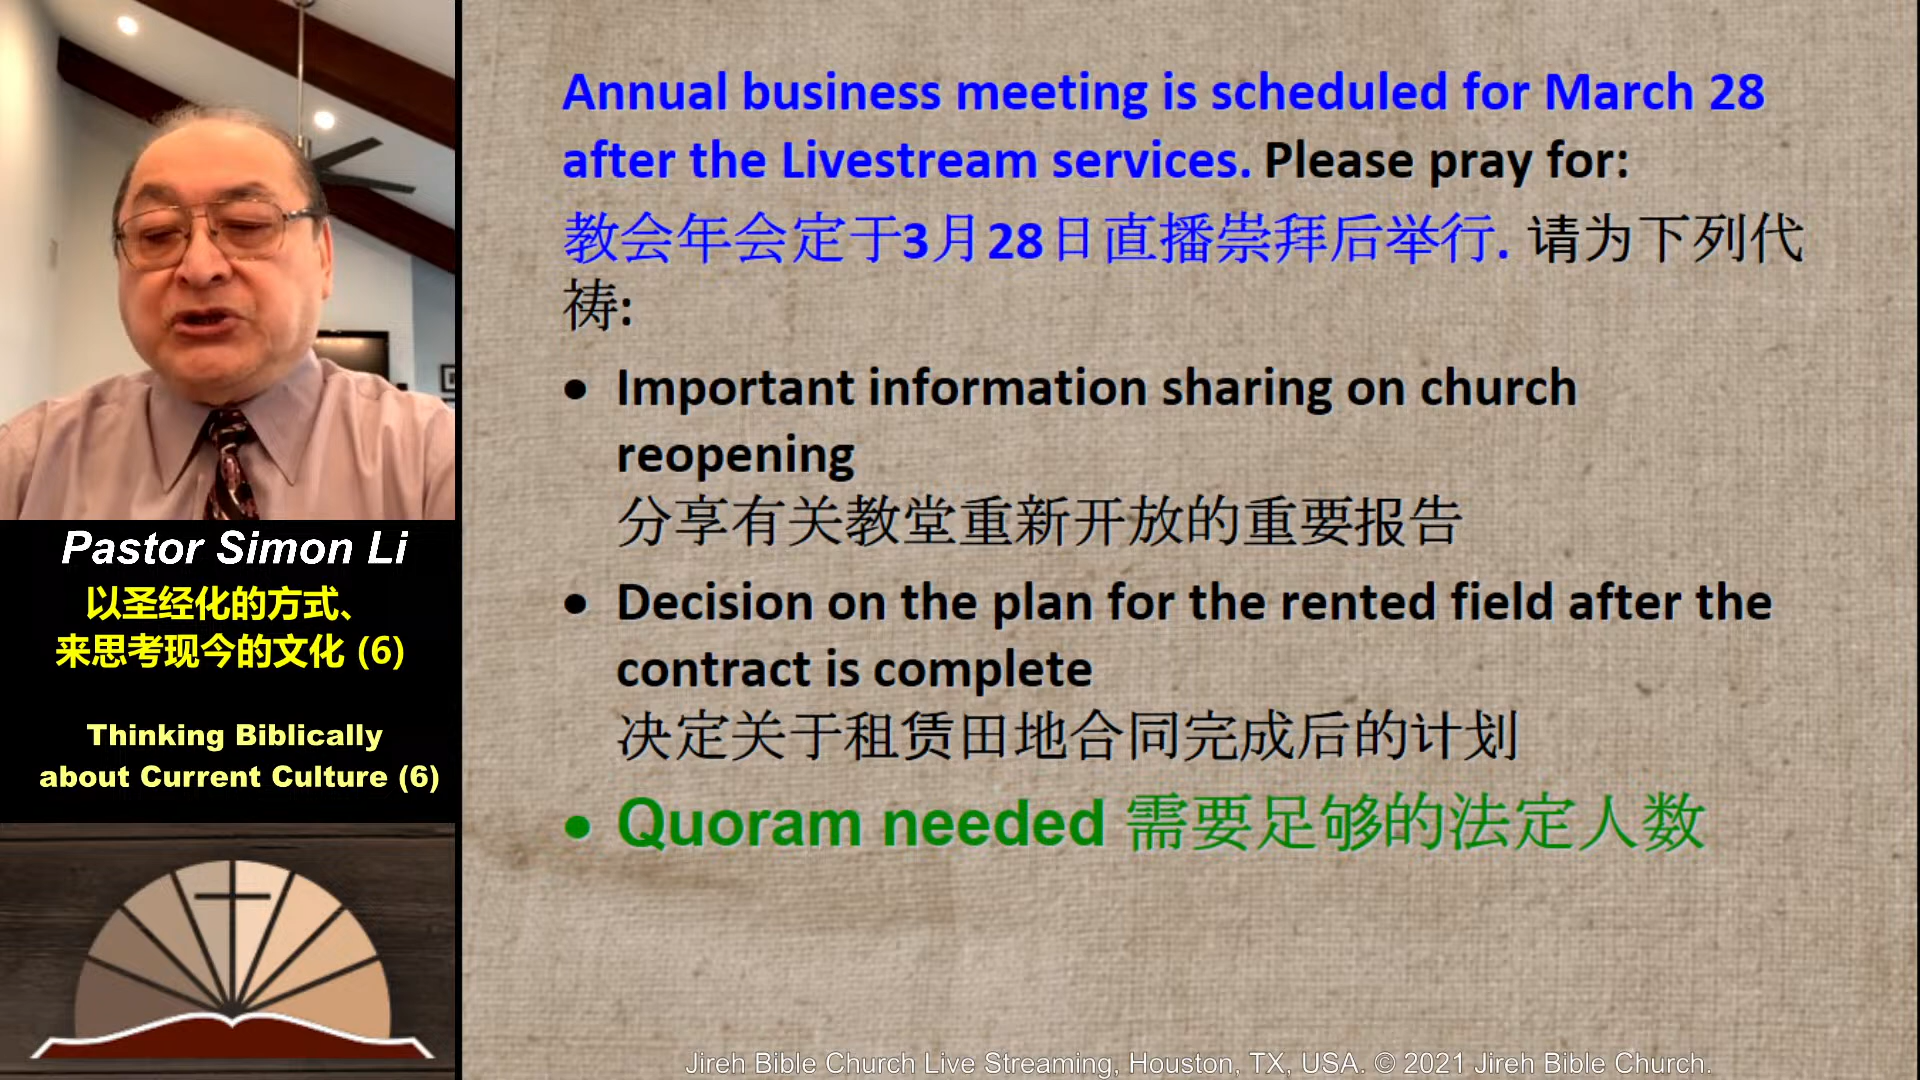 Pastor Simon Li
以圣经化的方式、
来思考现今的文化 (6)
Thinking Biblically
about Current Culture (6)
Annual business meeting is scheduled for March 28
after the Livestream services. Please pray for:
教会年会定于3月28日直播崇拜后举行. 请为下列代
祷:
• Important information sharing on church
reopening
分享有关教堂重新开放的重要报告
• Decision on the plan for the rented field after the
contract is complete
决定关于租赁田地合同完成后的计划
• Quoram needed 需要足够的法定人数
Jireh Bible Church Live Streaming, Houston, TX, USA. © 2021 Jireh Bible Church.